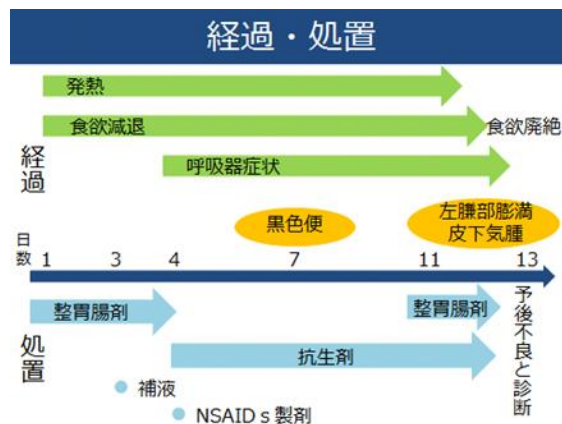 経過・処置
発熱
食欲減退
食欲廃絶
呼吸器症状
経過
黒色便
左膁部膨満
皮下気腫
日数
1 3 4 7 11 13
整胃腸剤
整胃腸剤
抗生剤
処置
補液
NSAIDｓ製剤
予後不良と診断